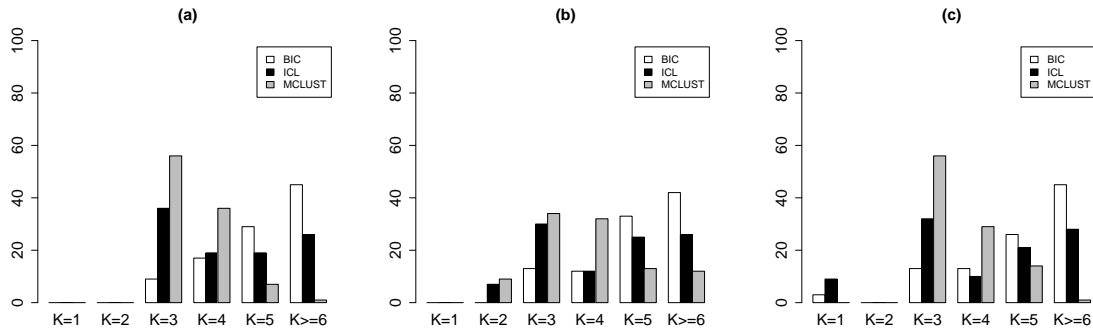 (a)
100
80
60
40
20
0
BIC
ICL
MCLUST
K=1 K=2 K=3 K=4 K=5 K>=6
(b)
100
80
60
40
20
0
BIC
ICL
MCLUST
K=1 K=2 K=3 K=4 K=5 K>=6
(c)
100
80
60
40
20
0
BIC
ICL
MCLUST
K=1 K=2 K=3 K=4 K=5 K>=6